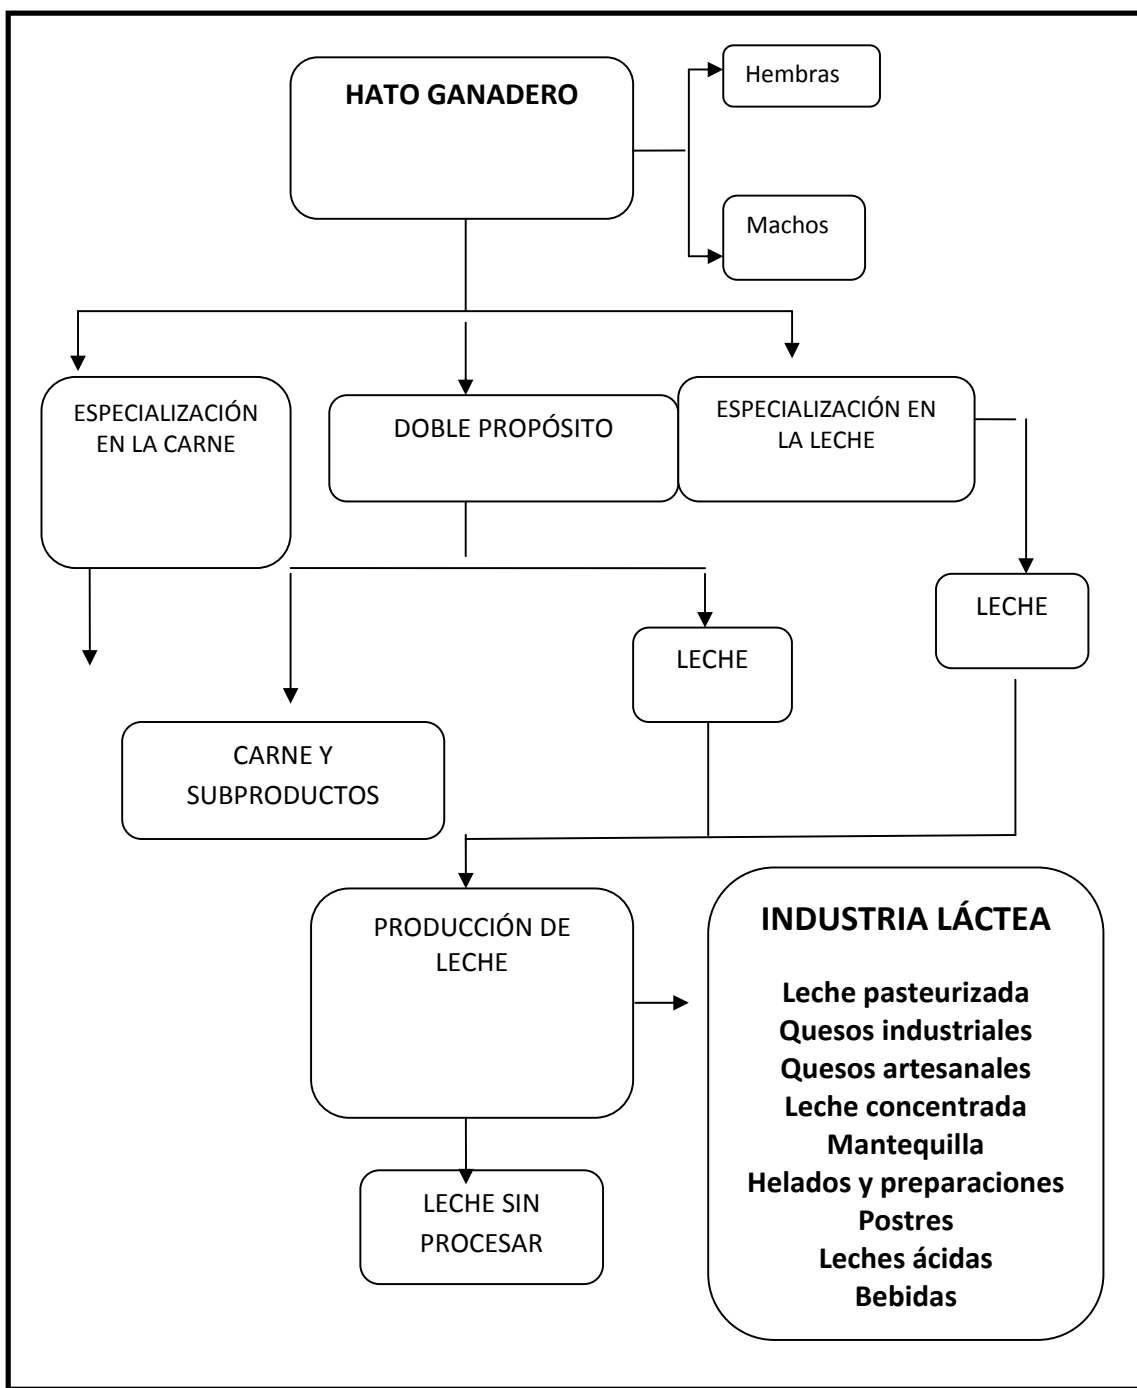 HATO GANADERO
Hembras
Machos
ESPECIALIZACIÓN
EN LA CARNE
DOBLE PROPÓSITO
ESPECIALIZACIÓN EN
LA LECHE
LECHE
LECHE
CARNE Y
SUBPRODUCTOS
PRODUCCIÓN DE
LECHE
INDUSTRIA LÁCTEA
Leche pasteurizada
Quesos industriales
Quesos artesanales
Leche concentrada
Mantequilla
Helados y preparaciones
Postres
Leches ácidas
Bebidas
LECHE SIN
PROCESAR